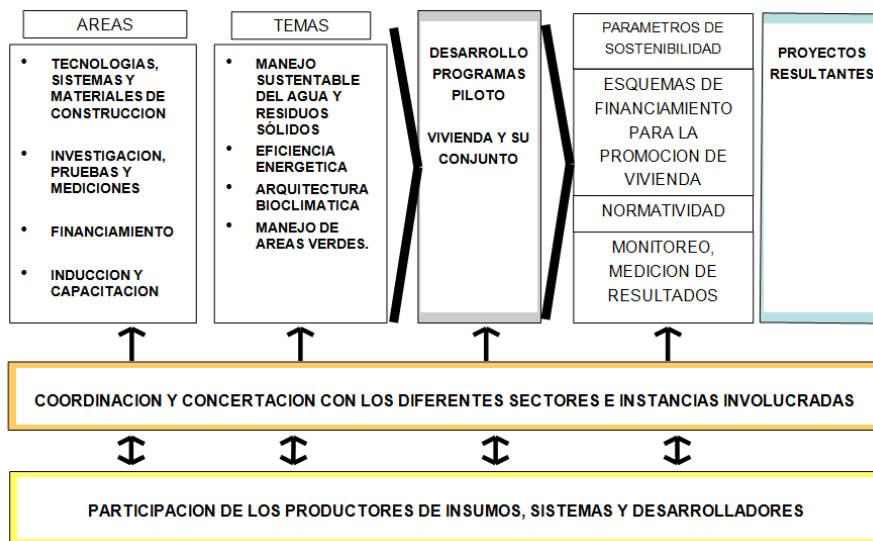 AREAS
• TECNOLOGIAS,
SISTEMAS Y
MATERIALES DE
CONSTRUCCION
• INVESTIGACION,
PRUEBAS Y
MEDICIONES
• FINANCIAMIENTO
• INDUCCION Y
CAPACITACION
TEMAS
• MANEJO
SUSTENTABLE
DEL AGUA Y
RESIDUOS
SÓLIDOS
• EFICIENCIA
ENERGETICA
• ARQUITECTURA
BIOCLIMATICA
• MANEJO DE
AREAS VERDES.
DESARROLLO
PROGRAMAS
PILOTO
VIVIENDA Y SU
CONJUNTO
PARAMETROS DE
SOSTENIBILIDAD
ESQUEMAS DE
FINANCIAMIENTO
PARA LA
PROMOCION DE
VIVIENDA
NORMATIVIDAD
MONITOREO,
MEDICION DE
RESULTADOS
PROYECTOS
RESULTANTES
COORDINACION Y CONCERTACION CON LOS DIFERENTES SECTORES E INSTANCIAS INVOLUCRADAS
PARTICIPACION DE LOS PRODUCTORES DE INSUMOS, SISTEMAS Y DESARROLLADORES